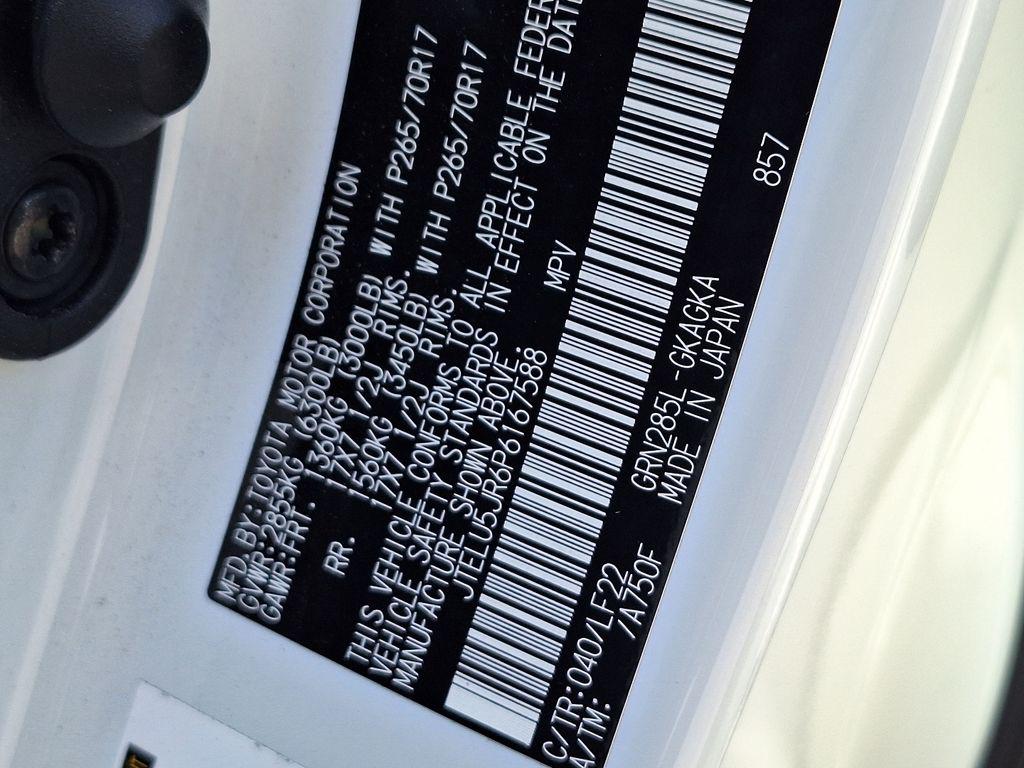 MFD BY:TOYOTA MOTOR CORPORATION
GVWR:2855KG (6300LB)
GAWR:FRT. 1360KG (3000LB) WITH P265/70R17
17X7 1/2J RIMS.
RR. 1560KG (3450LB) WITH P265/70R17
17X7 1/2J RIMS.
THIS VEHICLE CONFORMS TO ALL APPLICABLE FEDER
VEHICLE SAFETY STANDARDS IN EFFECT ON THE DATE
MANUFACTURE SHOWN ABOVE.
JTELU5JR6P6167588 MPV
C/TR:040/LF22 GRN285L-GKAGKA 857
A/TM: /A750F MADE IN JAPAN